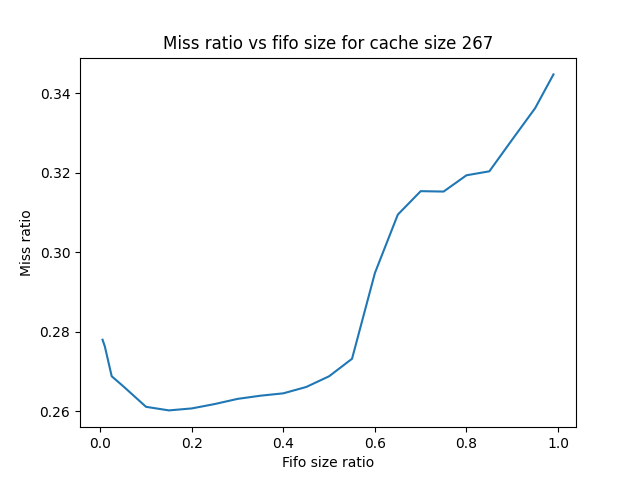 Miss ratio vs fifo size for cache size 267
0.34
0.32
0.30
0.28
0.26
Miss ratio
0.0 0.2 0.4 0.6 0.8 1.0
Fifo size ratio